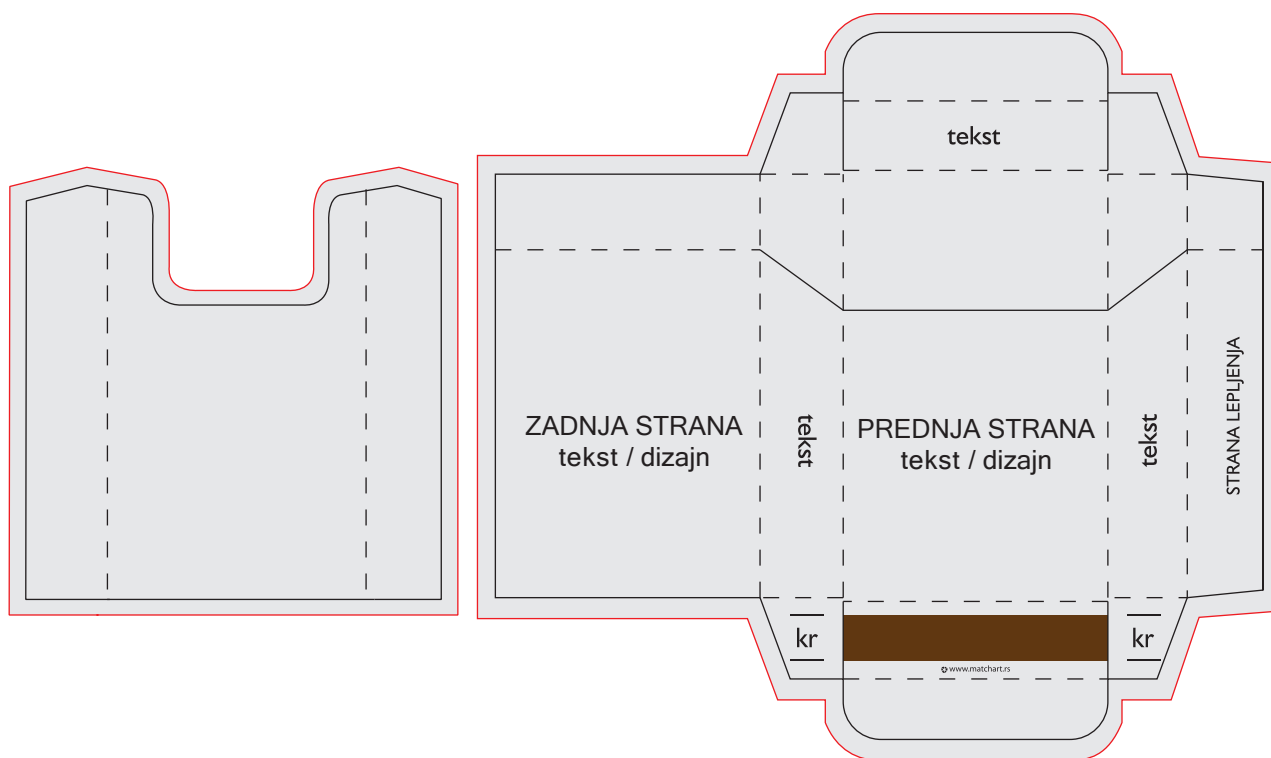 tekst
ZADNJA STRANA
tekst / dizajn
tekst
PREDNJA STRANA
tekst / dizajn
tekst
STRANA LEPLJENJA
kr
kr
www.matchart.rs